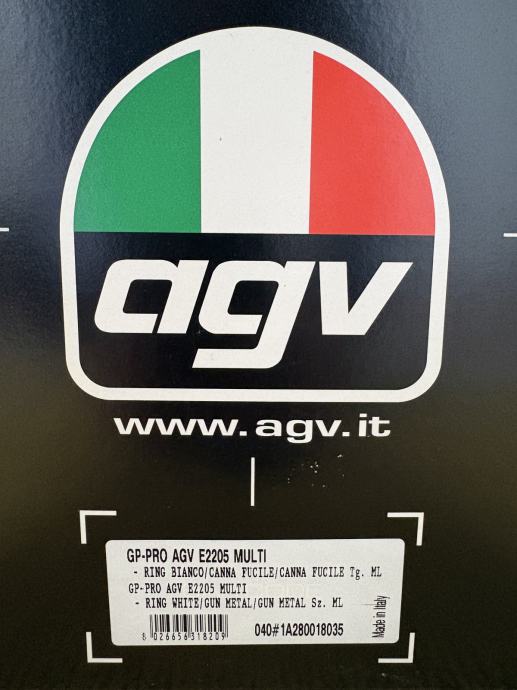 agv
www.agv.it
GP-PRO AGV E2205 MULTI
- RING BIANCO/CANNA FUCILE/CANNA FUCILE Tg. ML
GP-PRO AGV E2205 MULTI
- RING WHITE/GUN METAL/GUN METAL Sz. ML
8 026656 318209
040#1A280018035
Made in Italy